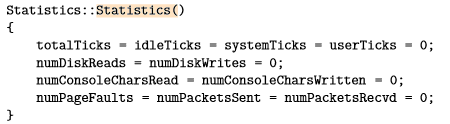 Statistics::Statistics()
{
    totalTicks = idleTicks = systemTicks = userTicks = 0;
    numDiskReads = numDiskWrites = 0;
    numConsoleCharsRead = numConsoleCharsWritten = 0;
    numPageFaults = numPacketsSent = numPacketsRecvd = 0;
}